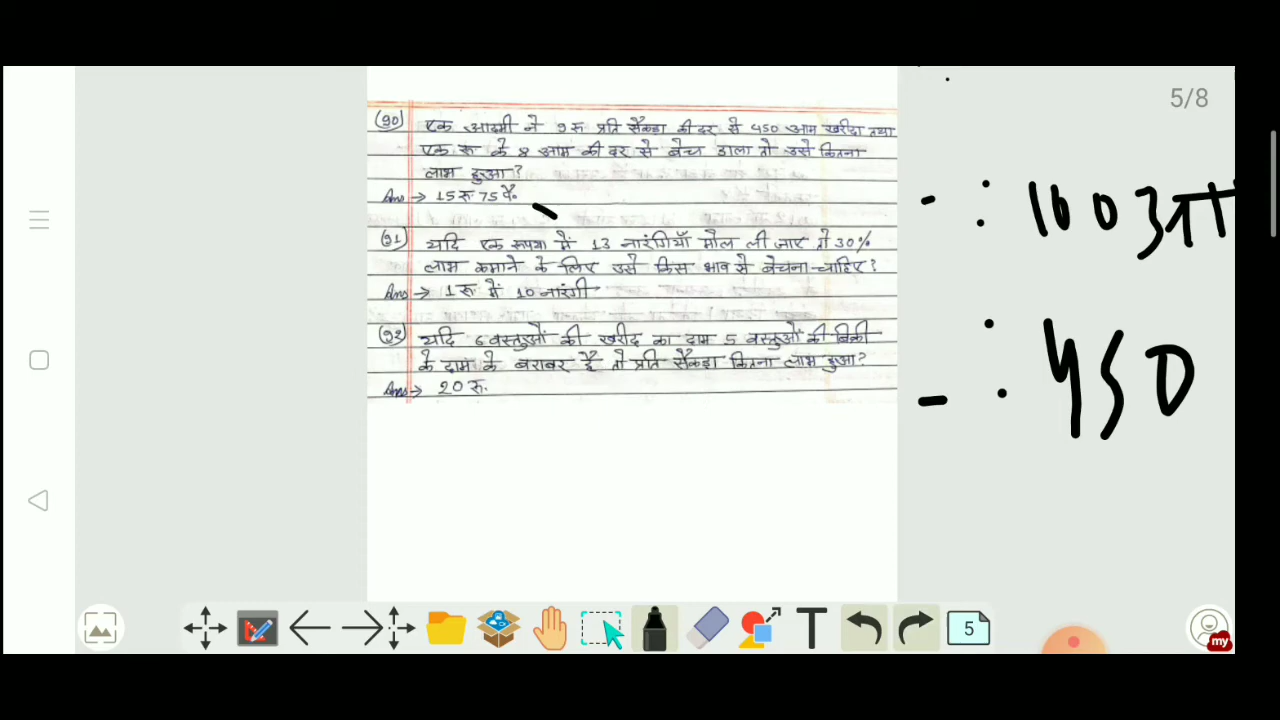 5/8
(90) एक आदमी ने 9 रु प्रति सैकड़ा की दर से 450 आम खरीदा तथा
एक रू के 8 आम की दर से बेच डाला तो उसे कितना
लाभ हुआ?
Ans → 15 रु 75 पै.
(91) यदि एक रूपया में 13 नारंगियाँ मोल ली जाए तो 30%
लाभ कमाने के लिए उसे किस भाव से बेचना चाहिए?
Ans → 1 रू में 10 नारंगी
(92) यदि 6 वस्तुओं की खरीद का दाम 5 वस्तुओं की बिक्री
के दाम के बराबर है तो प्रति सैकड़ा कितना लाभ हुआ?
Ans → 20 रु.
- : 100 आ
- : 450
T
5
my